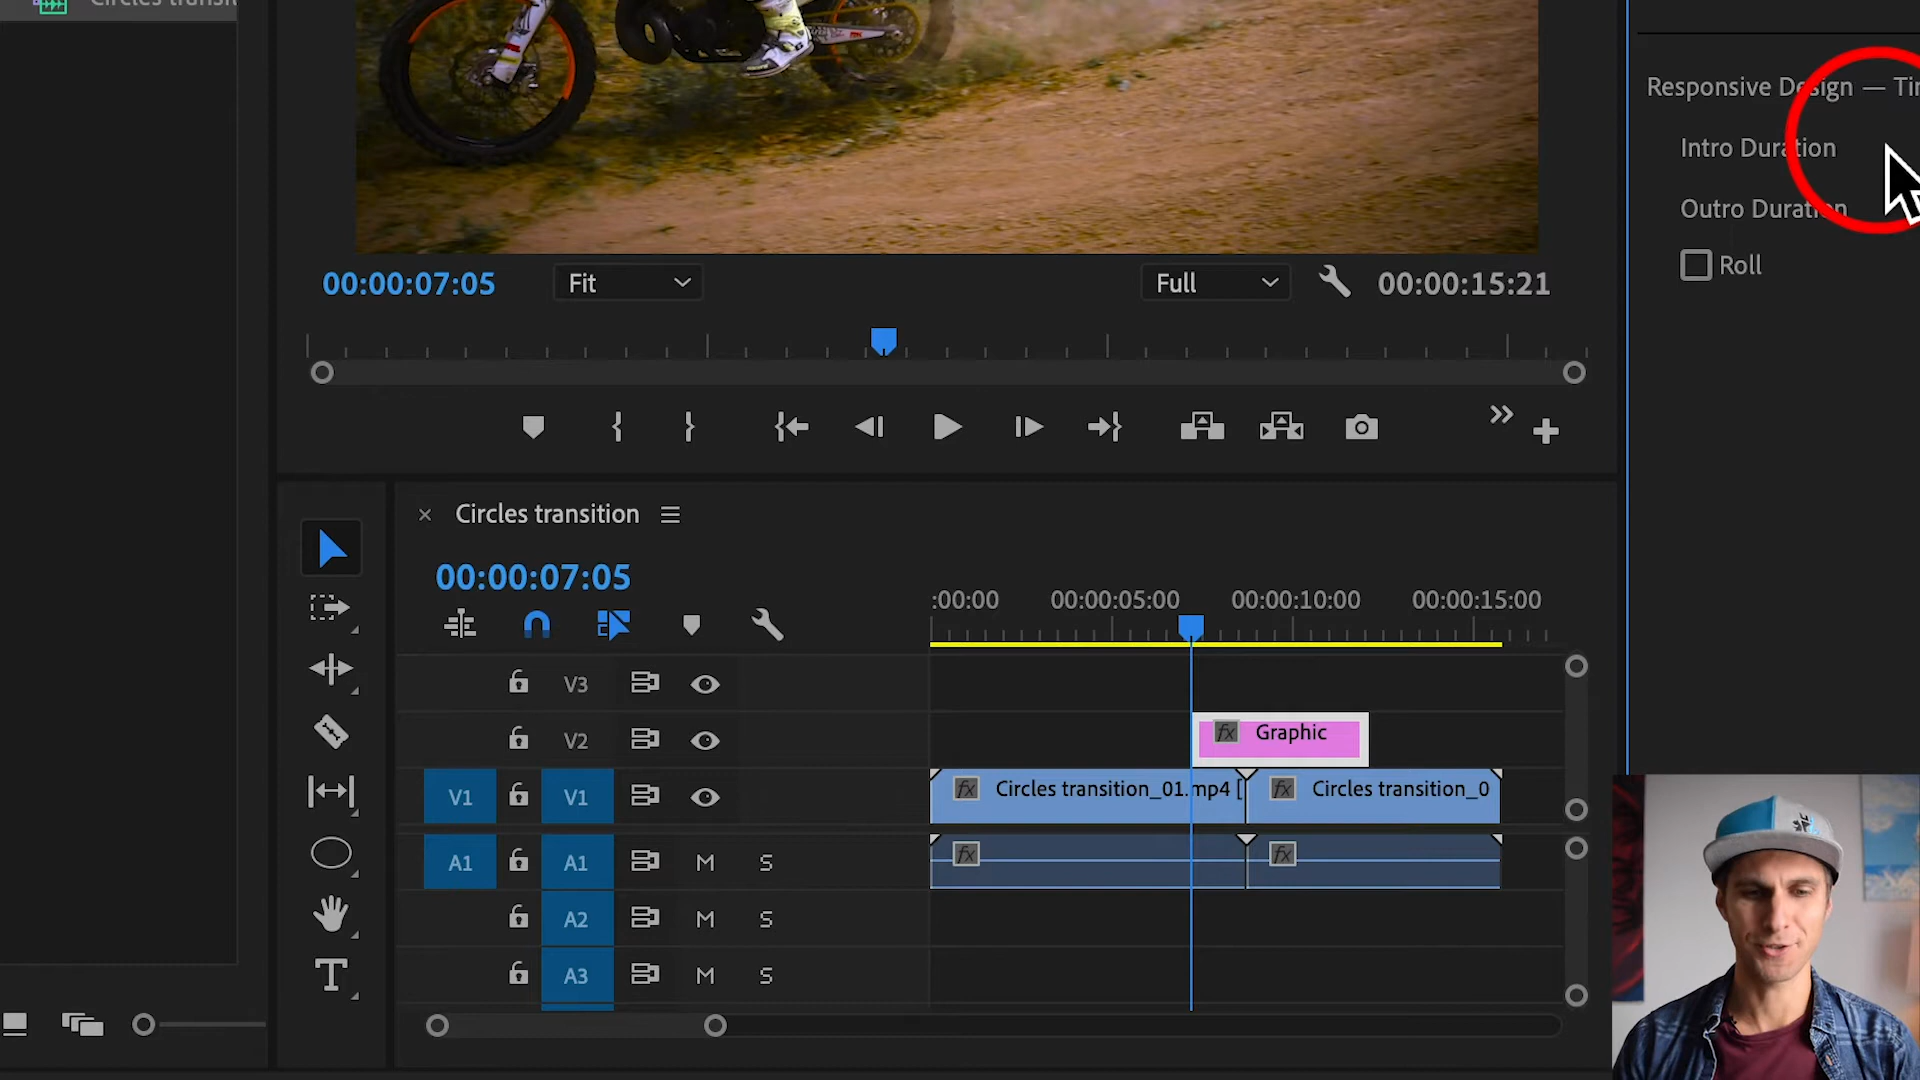 Circles transit
Responsive Design — Ti
Intro Duration
Outro Duration
Roll
00:00:07:05
Fit
Full
00:00:15:21
Circles transition
00:00:07:05
:00:00
00:00:05:00
00:00:10:00
00:00:15:00
V3
V2
fx Graphic
V1
V1
fx Circles transition_01.mp4 [
fx Circles transition_0
A1
A1
M
S
fx
fx
A2
M
S
A3
M
S